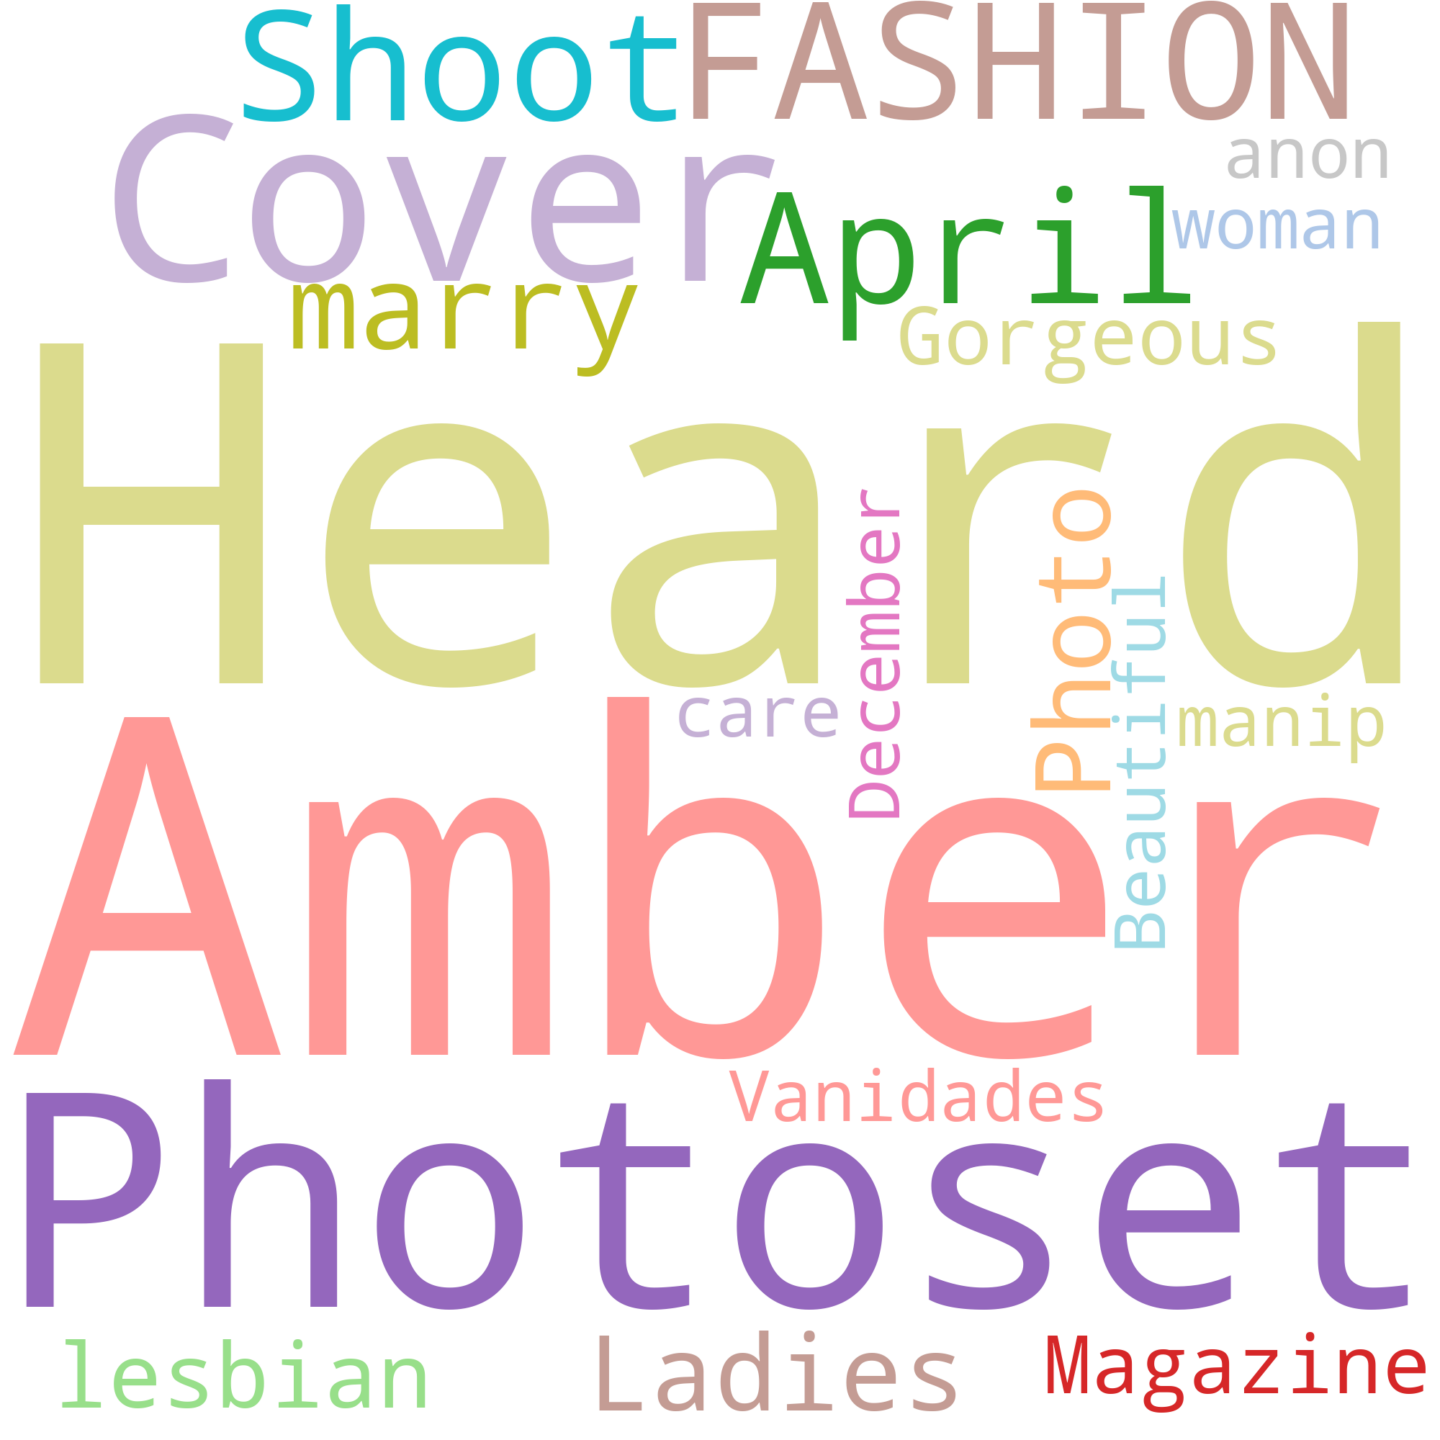 Shoot FASHION
Cover
anon
April
woman
marry
Gorgeous
Heard
December
Photo
Beautiful
care
manip
Amber
Vanidades
Photoset
lesbian
Ladies
Magazine